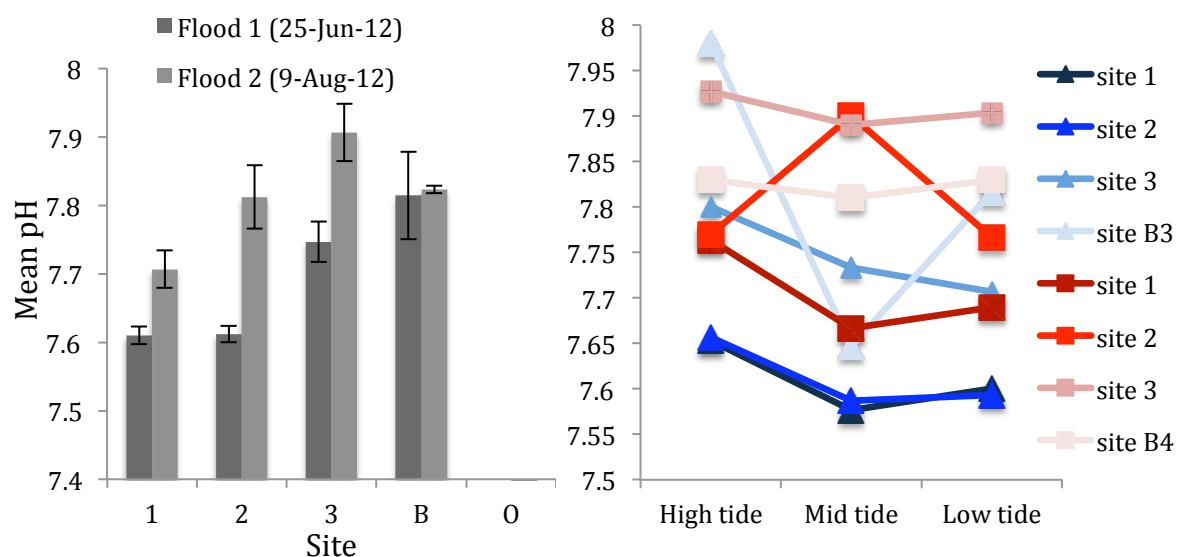 Flood 1 (25-Jun-12)
Flood 2 (9-Aug-12)
8
7.9
7.8
7.7
7.6
7.5
7.4
Mean pH
1 2 3 B O
Site
8
7.95
7.9
7.85
7.8
7.75
7.7
7.65
7.6
7.55
7.5
High tide Mid tide Low tide
site 1
site 2
site 3
site B3
site 1
site 2
site 3
site B4